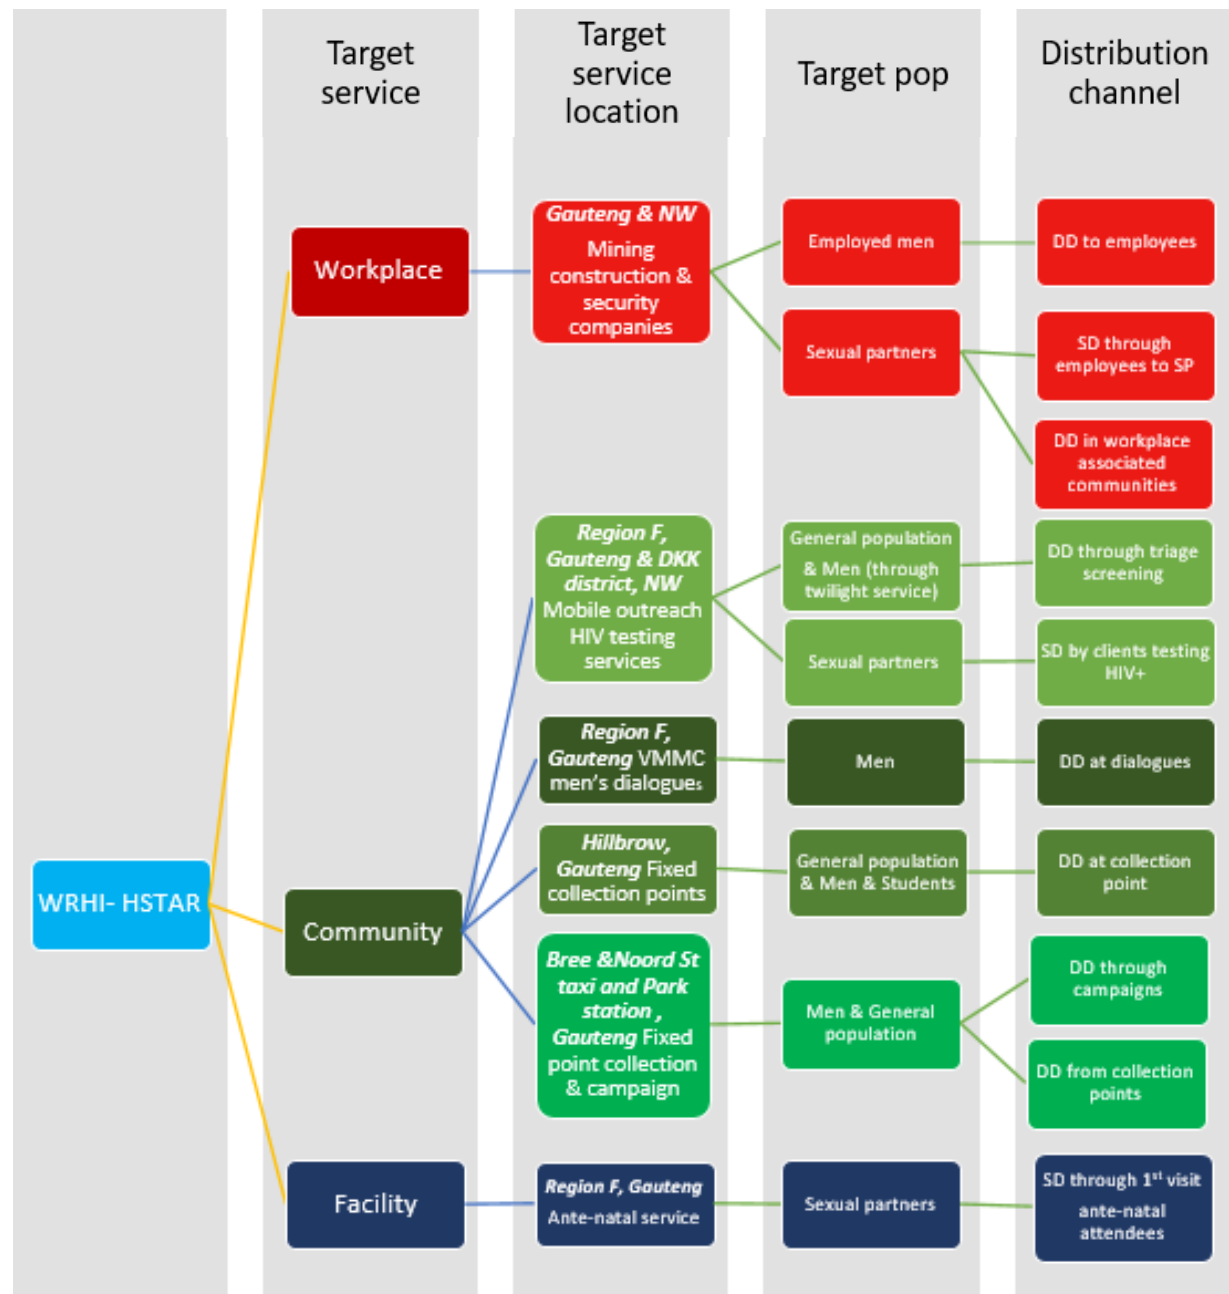 Target
service
Target
service
location
Target pop
Distribution
channel
WRHI- HSTAR
Workplace
Gauteng & NW
Mining
construction &
security
companies
Employed men
DD to employees
Sexual partners
SD through
employees to SP
DD in workplace
associated
communities
Community
Region F,
Gauteng & DKK
district, NW
Mobile outreach
HIV testing
services
General population
& Men (through
twilight service)
DD through triage
screening
Sexual partners
SD by clients testing
HIV+
Region F,
Gauteng VMMC
men's dialogues
Men
DD at dialogues
Hillbrow,
Gauteng Fixed
collection points
General population
& Men & Students
DD at collection
point
Bree &Noord St
taxi and Park
station ,
Gauteng Fixed
point collection
& campaign
Men & General
population
DD through
campaigns
DD from collection
points
Facility
Region F, Gauteng
Ante-natal service
Sexual partners
SD through 1st visit
ante-natal
attendees